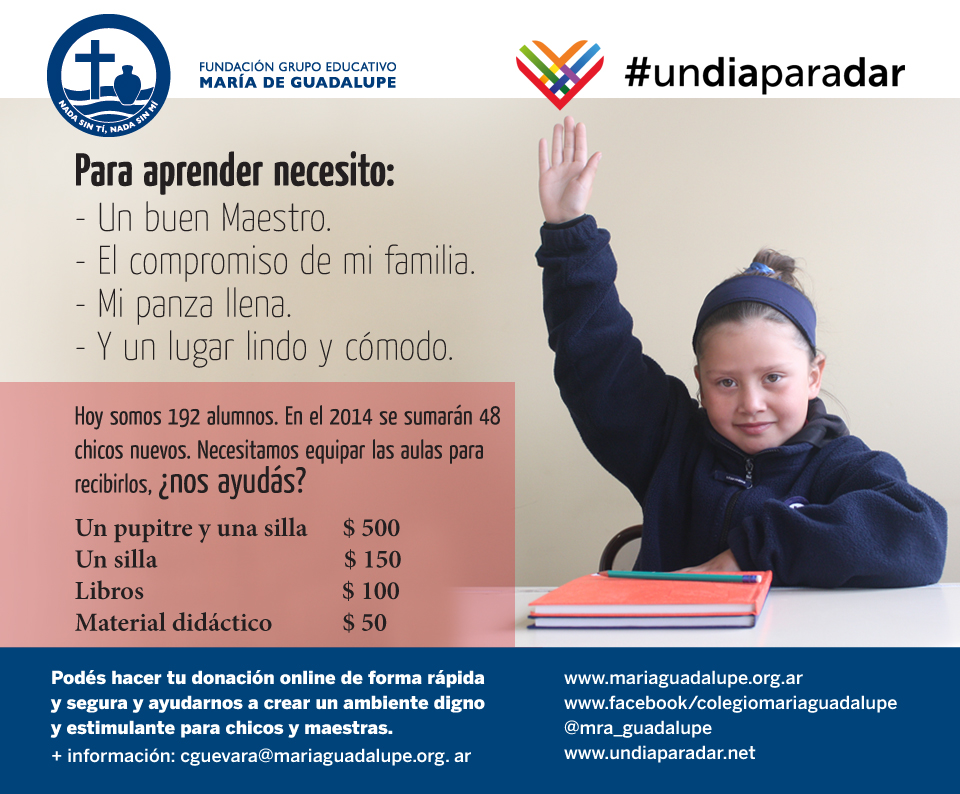 FUNDACIÓN GRUPO EDUCATIVO
MARÍA DE GUADALUPE
NADA SIN TÍ, NADA SIN MÍ
#undiaparadar
Para aprender necesito:
- Un buen Maestro.
- El compromiso de mi familia.
- Mi panza llena.
- Y un lugar lindo y cómodo.
Hoy somos 192 alumnos. En el 2014 se sumarán 48
chicos nuevos. Necesitamos equipar las aulas para
recibirlos, ¿nos ayudás?
Un pupitre y una silla $ 500
Un silla $ 150
Libros $ 100
Material didáctico $ 50
Podés hacer tu donación online de forma rápida
y segura y ayudarnos a crear un ambiente digno
y estimulante para chicos y maestras.
+ información: cguevara@mariaguadalupe.org. ar
www.mariaguadalupe.org.ar
www.facebook/colegiomariaguadalupe
@mra_guadalupe
www.undiaparadar.net